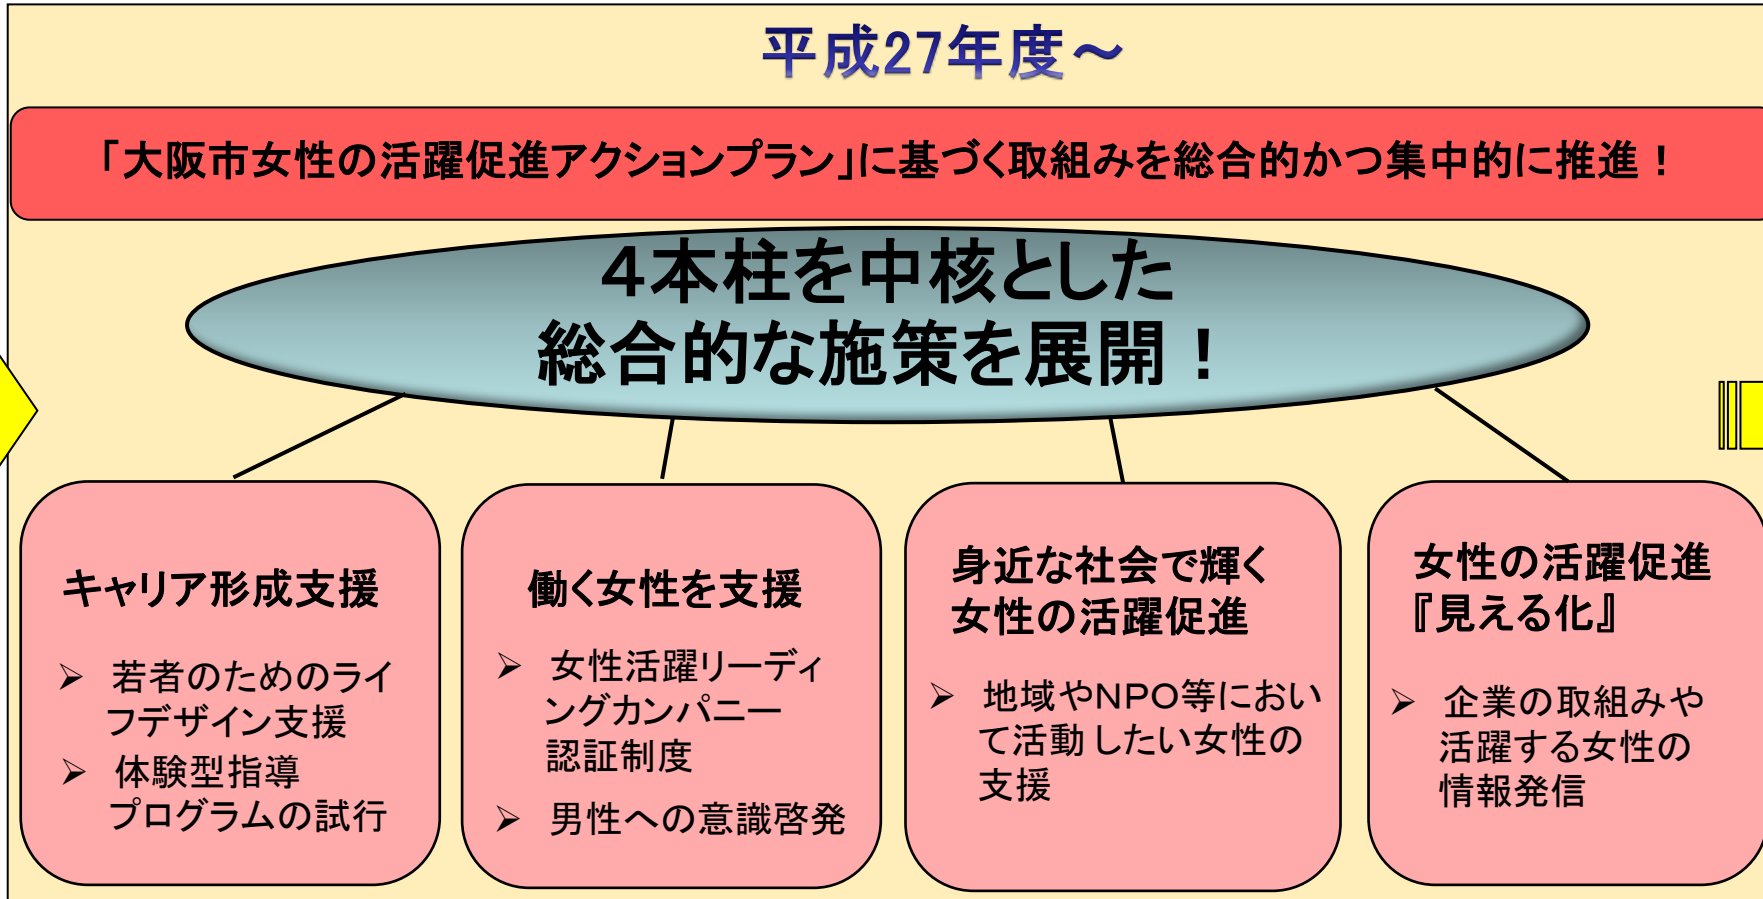 平成27年度～
「大阪市女性の活躍促進アクションプラン」に基づく取組みを総合的かつ集中的に推進！
４本柱を中核とした
総合的な施策を展開！
キャリア形成支援
➢ 若者のためのライ
フデザイン支援
➢ 体験型指導
プログラムの試行
働く女性を支援
➢ 女性活躍リーディ
ングカンパニー
認証制度
➢ 男性への意識啓発
身近な社会で輝く
女性の活躍促進
➢ 地域やNPO等におい
て活動したい女性の
支援
女性の活躍促進
『見える化』
➢ 企業の取組みや
活躍する女性の
情報発信